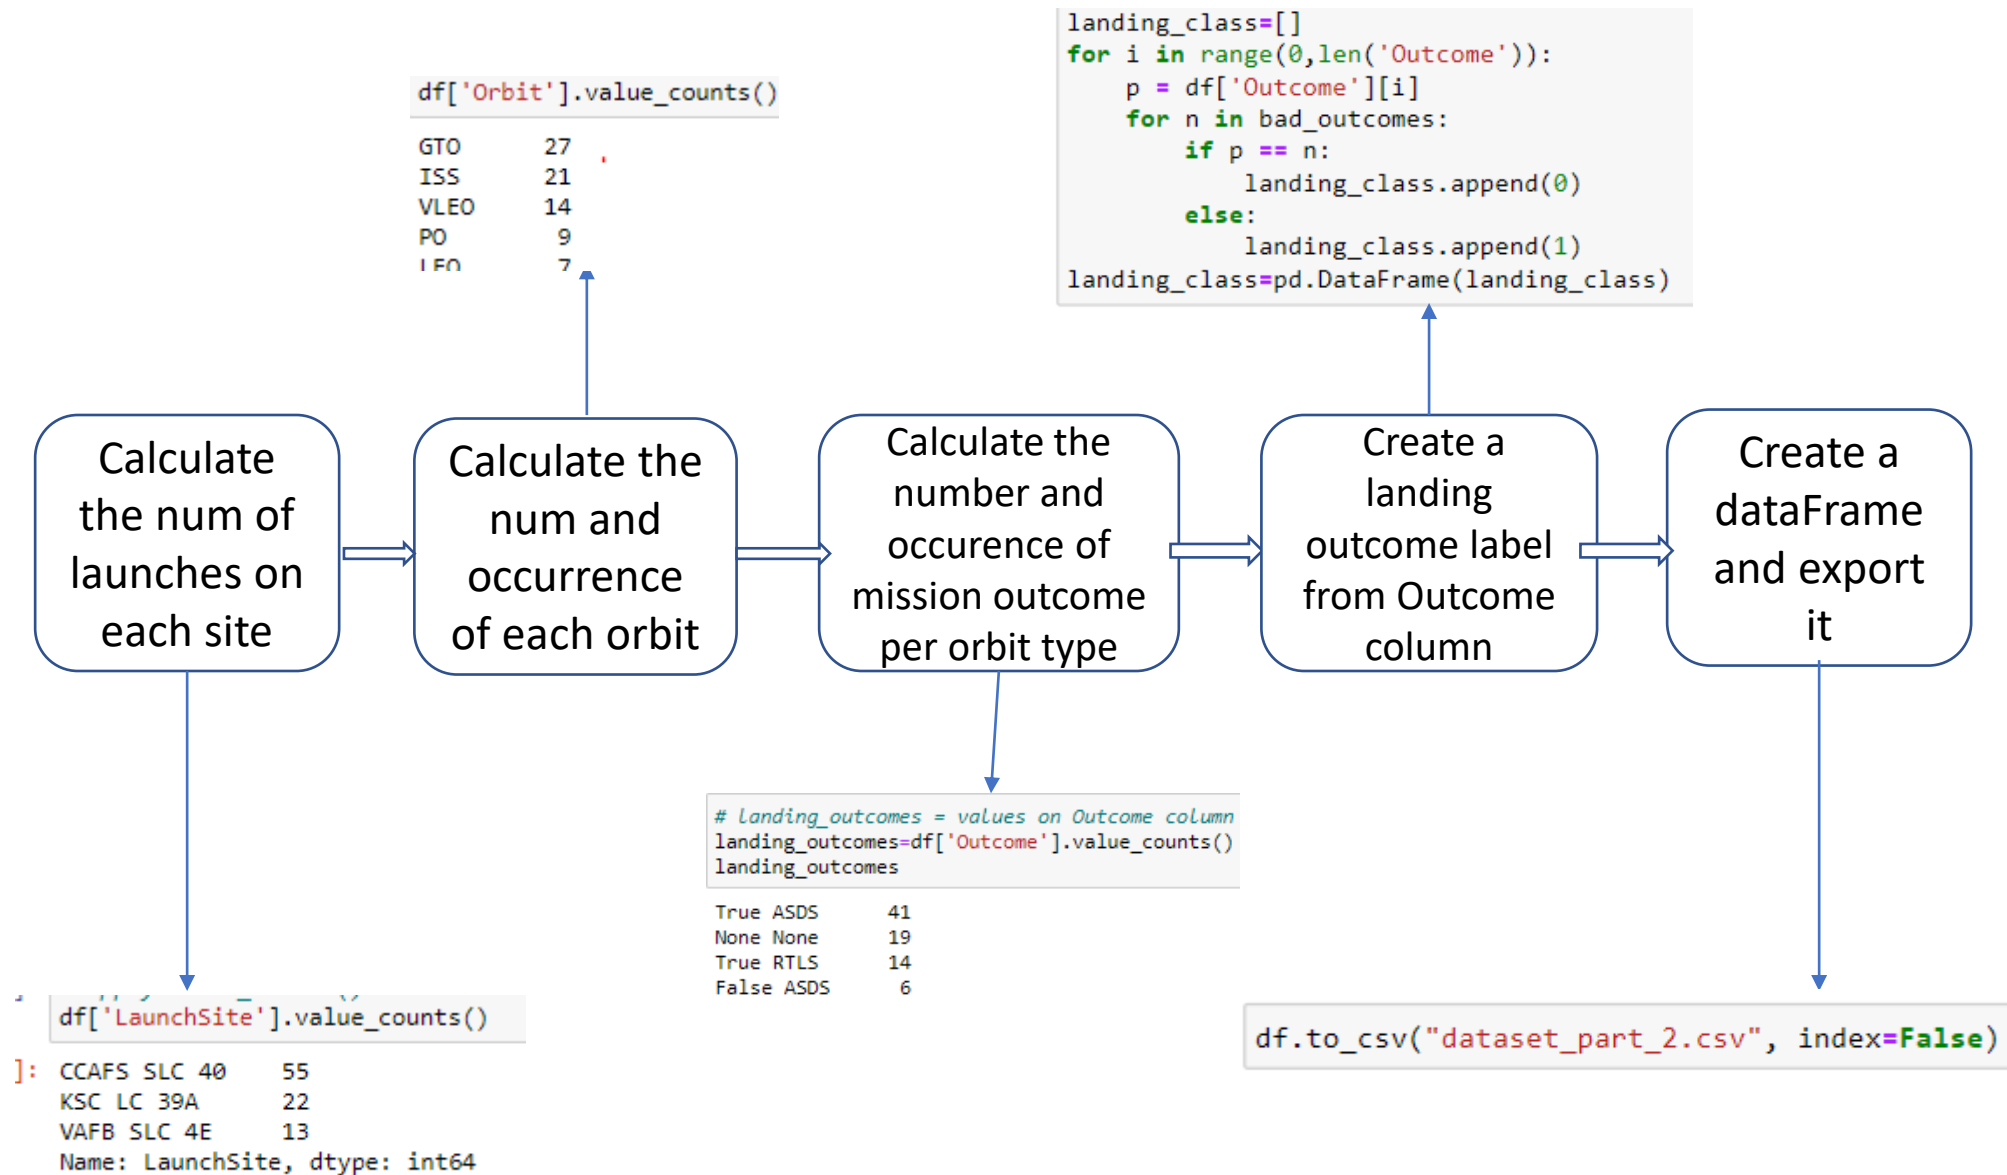 landing_class=[]
for i in range(0,len('Outcome')):
    p = df['Outcome'][i]
    for n in bad_outcomes:
        if p == n:
            landing_class.append(0)
        else:
            landing_class.append(1)
landing_class=pd.DataFrame(landing_class)
df['Orbit'].value_counts()
GTO 27
ISS 21
VLEO 14
PO 9
LEO 7
Calculate
the num of
launches on
each site
Calculate the
num and
occurrence
of each orbit
Calculate the
number and
occurence of
mission outcome
per orbit type
Create a
landing
outcome label
from Outcome
column
Create a
dataFrame
and export
it
# landing_outcomes = values on Outcome column
landing_outcomes=df['Outcome'].value_counts()
landing_outcomes
True ASDS 41
None None 19
True RTLS 14
False ASDS 6
df['LaunchSite'].value_counts()
]: CCAFS SLC 40 55
KSC LC 39A 22
VAFB SLC 4E 13
Name: LaunchSite, dtype: int64
df.to_csv("dataset_part_2.csv", index=False)